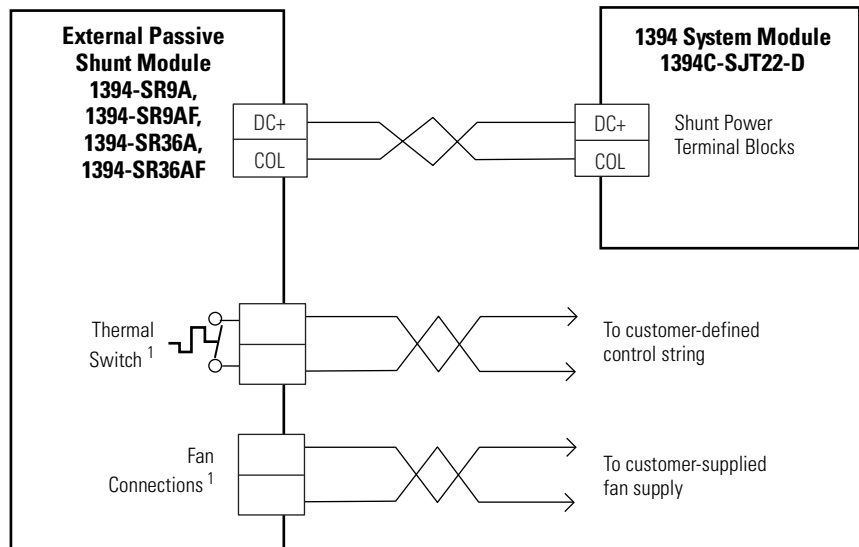 External Passive
Shunt Module
1394-SR9A,
1394-SR9AF,
1394-SR36A,
1394-SR36AF
DC+
COL
DC+
COL
1394 System Module
1394C-SJT22-D
Shunt Power
Terminal Blocks
Thermal
Switch 1
To customer-defined
control string
Fan
Connections 1
To customer-supplied
fan supply